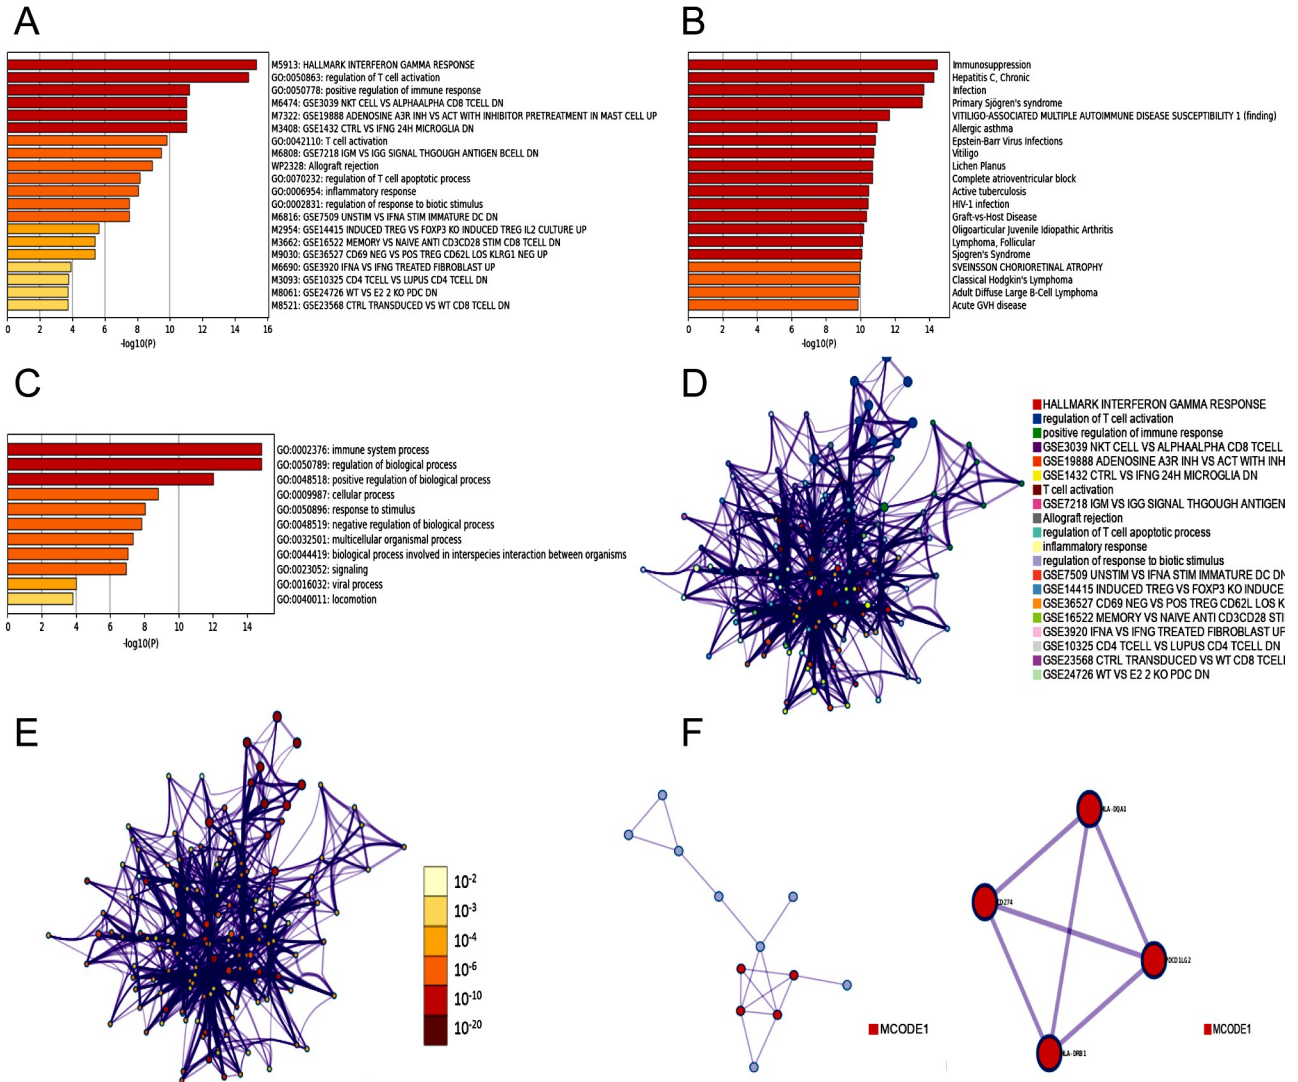 A
M5913: HALLMARK INTERFERON GAMMA RESPONSE
GO:0050863: regulation of T cell activation
GO:0050778: positive regulation of immune response
M6474: GSE3039 NKT CELL VS ALPHAALPHA CD8 TCELL DN
M7322: GSE19888 ADENOSINE A3R INH VS ACT WITH INHIBITOR PRETREATMENT IN MAST CELL UP
M3408: GSE1432 CTRL VS IFNG 24H MICROGLIA DN
GO:0042110: T cell activation
M6808: GSE7218 IGM VS IGG SIGNAL THGOUGH ANTIGEN BCELL DN
WP2328: Allograft rejection
GO:0070232: regulation of T cell apoptotic process
GO:0006954: inflammatory response
GO:0002831: regulation of response to biotic stimulus
M6816: GSE7509 UNSTIM VS IFNA STIM IMMATURE DC DN
M2954: GSE14415 INDUCED TREG VS FOXP3 KO INDUCED TREG IL2 CULTURE UP
M3662: GSE16522 MEMORY VS NAIVE ANTI CD3CD28 STIM CD8 TCELL DN
M9030: GSE36527 CD69 NEG VS POS TREG CD62L LOS KLRG1 NEG UP
M6690: GSE3920 IFNA VS IFNG TREATED FIBROBLAST UP
M3093: GSE10325 CD4 TCELL VS LUPUS CD4 TCELL DN
M8061: GSE24726 WT VS E2 2 KO PDC DN
M8521: GSE23568 CTRL TRANSDUCED VS WT CD8 TCELL DN
0 2 4 6 8 10 12 14 16
-log10(P)
B
Immunosuppression
Hepatitis C, Chronic
Infection
Primary Sjögren's syndrome
VITILIGO-ASSOCIATED MULTIPLE AUTOIMMUNE DISEASE SUSCEPTIBILITY 1 (finding)
Allergic asthma
Epstein-Barr Virus Infections
Vitiligo
Lichen Planus
Complete atrioventricular block
Active tuberculosis
HIV-1 infection
Graft-vs-Host Disease
Oligoarticular Juvenile Idiopathic Arthritis
Lymphoma, Follicular
Sjogren's Syndrome
SVEINSSON CHORIORETINAL ATROPHY
Classical Hodgkin's Lymphoma
Adult Diffuse Large B-Cell Lymphoma
Acute GVH disease
0 2 4 6 8 10 12 14
-log10(P)
C
GO:0002376: immune system process
GO:0050789: regulation of biological process
GO:0048518: positive regulation of biological process
GO:0009987: cellular process
GO:0050896: response to stimulus
GO:0048519: negative regulation of biological process
GO:0032501: multicellular organismal process
GO:0044419: biological process involved in interspecies interaction between organisms
GO:0023052: signaling
GO:0016032: viral process
GO:0040011: locomotion
0 2 4 6 8 10 12 14
-log10(P)
D
HALLMARK INTERFERON GAMMA RESPONSE
regulation of T cell activation
positive regulation of immune response
GSE3039 NKT CELL VS ALPHAALPHA CD8 TCELL
GSE19888 ADENOSINE A3R INH VS ACT WITH INH
GSE1432 CTRL VS IFNG 24H MICROGLIA DN
T cell activation
GSE7218 IGM VS IGG SIGNAL THGOUGH ANTIGEN
Allograft rejection
regulation of T cell apoptotic process
inflammatory response
regulation of response to biotic stimulus
GSE7509 UNSTIM VS IFNA STIM IMMATURE DC DN
GSE14415 INDUCED TREG VS FOXP3 KO INDUCE
GSE36527 CD69 NEG VS POS TREG CD62L LOS K
GSE16522 MEMORY VS NAIVE ANTI CD3CD28 STI
GSE3920 IFNA VS IFNG TREATED FIBROBLAST UP
GSE10325 CD4 TCELL VS LUPUS CD4 TCELL DN
GSE23568 CTRL TRANSDUCED VS WT CD8 TCELL
GSE24726 WT VS E2 2 KO PDC DN
E
10-2
10-3
10-4
10-6
10-10
10-20
F
MCODE1
HLA-DQA1
CD274
PDCD1LG2
HLA-DRB1
MCODE1